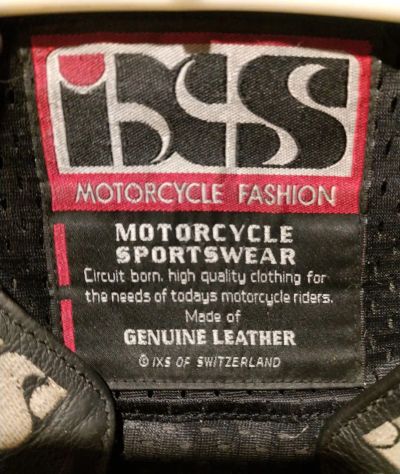 iXS
MOTORCYCLE FASHION
MOTORCYCLE
SPORTSWEAR
Circuit born, high quality clothing for
the needs of todays motorcycle riders.
Made of
GENUINE LEATHER
© IXS OF SWITZERLAND